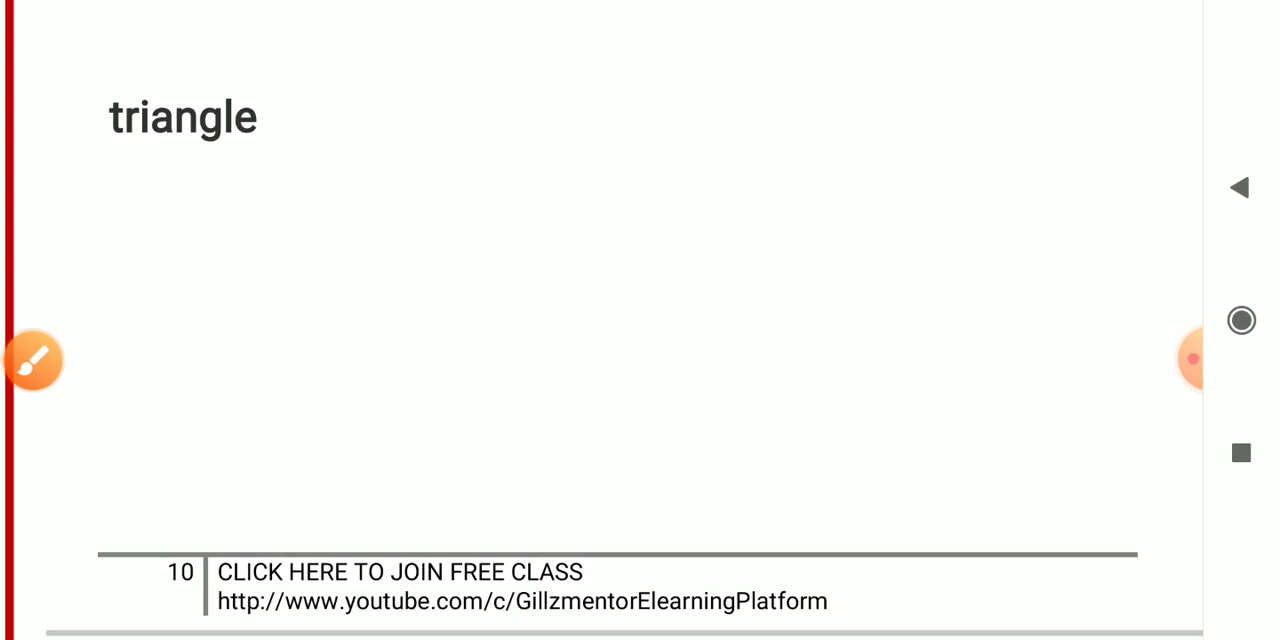 triangle
10 CLICK HERE TO JOIN FREE CLASS
http://www.youtube.com/c/GillzmentorElearningPlatform